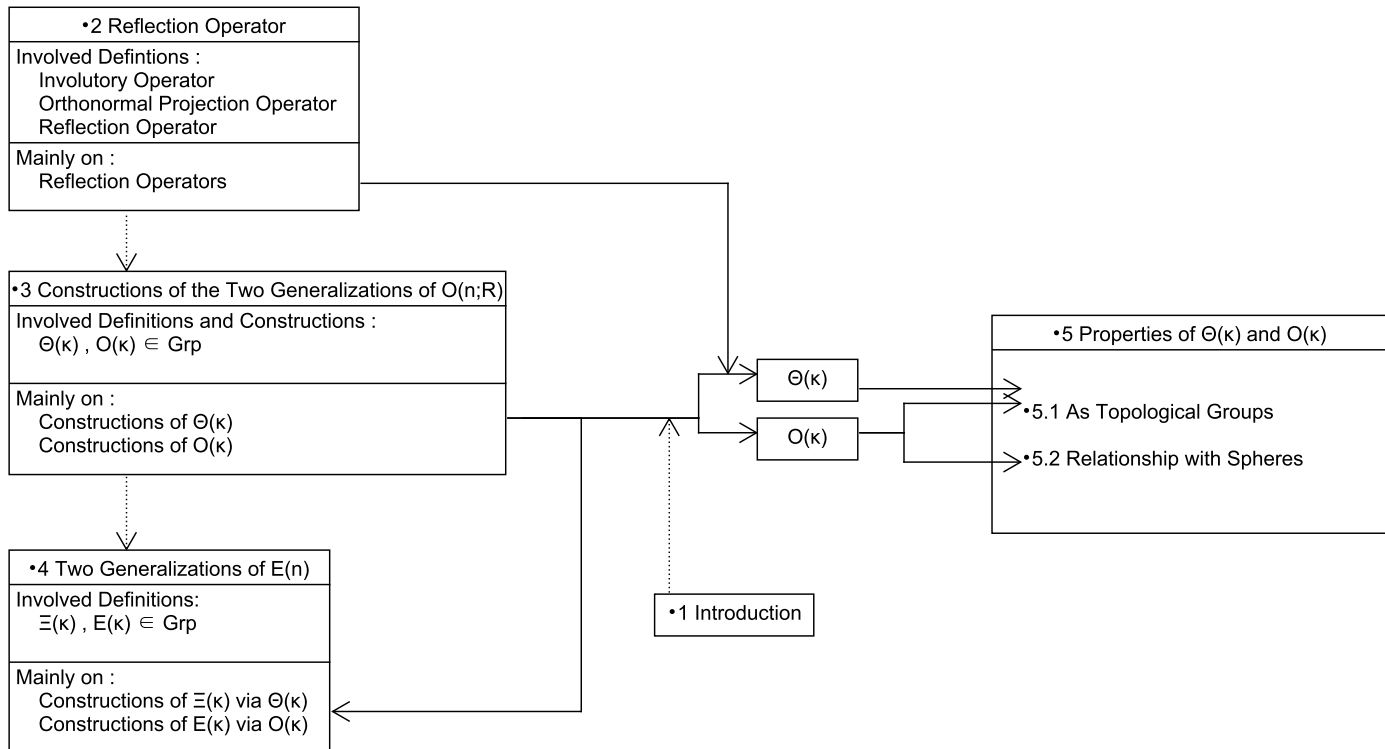 •2 Reflection Operator
Involved Defintions :
Involutory Operator
Orthonormal Projection Operator
Reflection Operator
Mainly on :
Reflection Operators
•3 Constructions of the Two Generalizations of O(n;R)
Involved Definitions and Constructions :
Θ(κ) , O(κ) ∈ Grp
Mainly on :
Constructions of Θ(κ)
Constructions of O(κ)
•4 Two Generalizations of E(n)
Involved Definitions:
Ξ(κ) , E(κ) ∈ Grp
Mainly on :
Constructions of Ξ(κ) via Θ(κ)
Constructions of E(κ) via O(κ)
•1 Introduction
Θ(κ)
O(κ)
•5 Properties of Θ(κ) and O(κ)
•5.1 As Topological Groups
•5.2 Relationship with Spheres